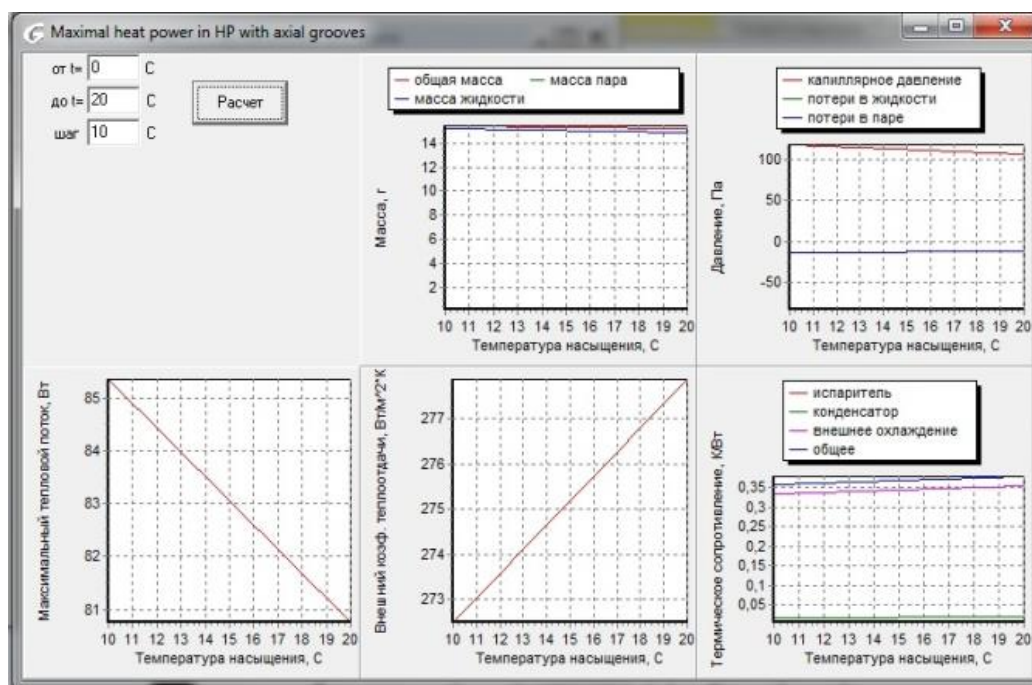 Maximal heat power in HP with axial grooves
от t= 0 C
до t= 20 C
шаг 10 C
Расчет
общая масса масса пара
масса жидкости
Масса, г
14
12
10
8
6
4
2
10 11 12 13 14 15 16 17 18 19 20
Температура насыщения, С
капиллярное давление
потери в жидкости
потери в паре
Давление, Па
100
50
0
-50
10 11 12 13 14 15 16 17 18 19 20
Температура насыщения, С
Максимальный тепловой поток, Вт
85
84
83
82
81
10 11 12 13 14 15 16 17 18 19 20
Температура насыщения, С
Внешний коэф. теплоотдачи, Вт/м^2*К
277
276
275
274
273
10 11 12 13 14 15 16 17 18 19 20
Температура насыщения, С
испаритель
конденсатор
внешнее охлаждение
общее
Термическое сопротивление, К/Вт
0,35
0,3
0,25
0,2
0,15
0,1
0,05
10 11 12 13 14 15 16 17 18 19 20
Температура насыщения, С